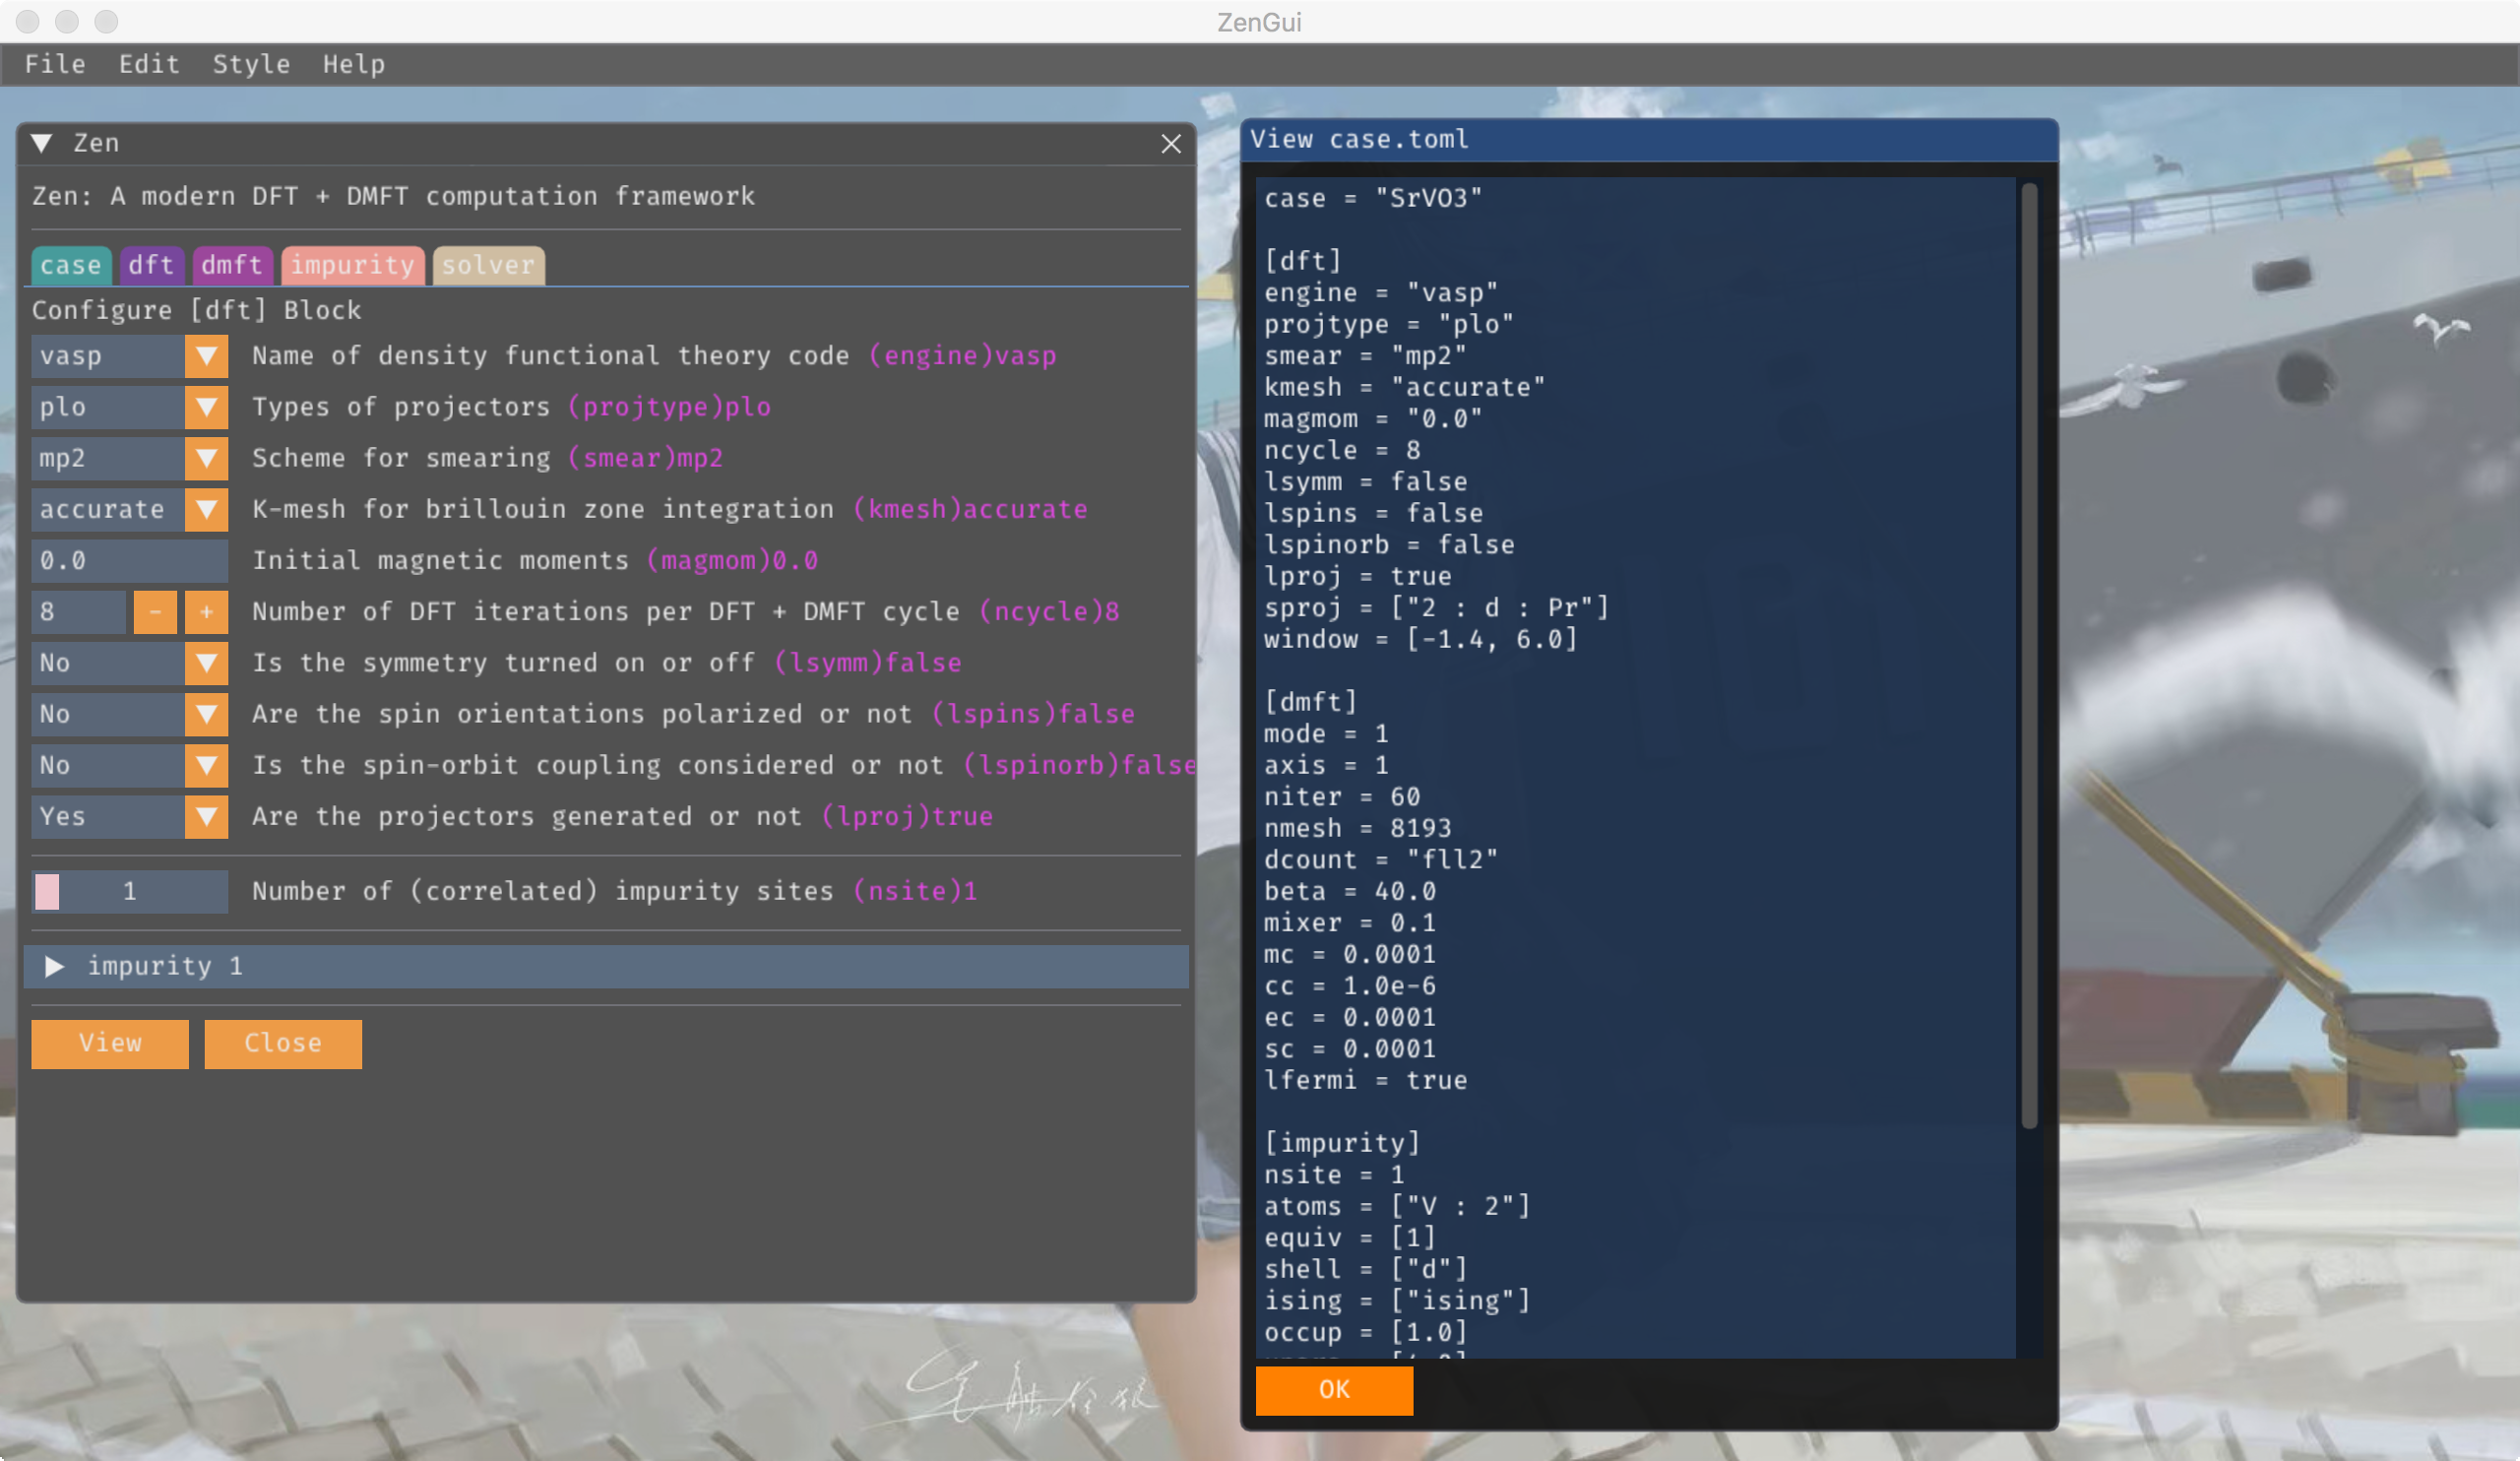 ZenGui
File Edit Style Help
Zen
Zen: A modern DFT + DMFT computation framework
case dft dmft impurity solver
Configure [dft] Block
vasp Name of density functional theory code (engine)vasp
plo Types of projectors (projtype)plo
mp2 Scheme for smearing (smear)mp2
accurate K-mesh for brillouin zone integration (kmesh)accurate
0.0 Initial magnetic moments (magmom)0.0
8 - + Number of DFT iterations per DFT + DMFT cycle (ncycle)8
No Is the symmetry turned on or off (lsymm)false
No Are the spin orientations polarized or not (lspins)false
No Is the spin-orbit coupling considered or not (lspinorb)false
Yes Are the projectors generated or not (lproj)true
1 Number of (correlated) impurity sites (nsite)1
impurity 1
View Close
View case.toml
case = "SrVO3"
[dft]
engine = "vasp"
projtype = "plo"
smear = "mp2"
kmesh = "accurate"
magmom = "0.0"
ncycle = 8
lsymm = false
lspins = false
lspinorb = false
lproj = true
sproj = ["2 : d : Pr"]
window = [-1.4, 6.0]
[dmft]
mode = 1
axis = 1
niter = 60
nmesh = 8193
dcount = "fll2"
beta = 40.0
mixer = 0.1
mc = 0.0001
cc = 1.0e-6
ec = 0.0001
sc = 0.0001
lfermi = true
[impurity]
nsite = 1
atoms = ["V : 2"]
equiv = [1]
shell = ["d"]
ising = ["ising"]
occup = [1.0]
OK